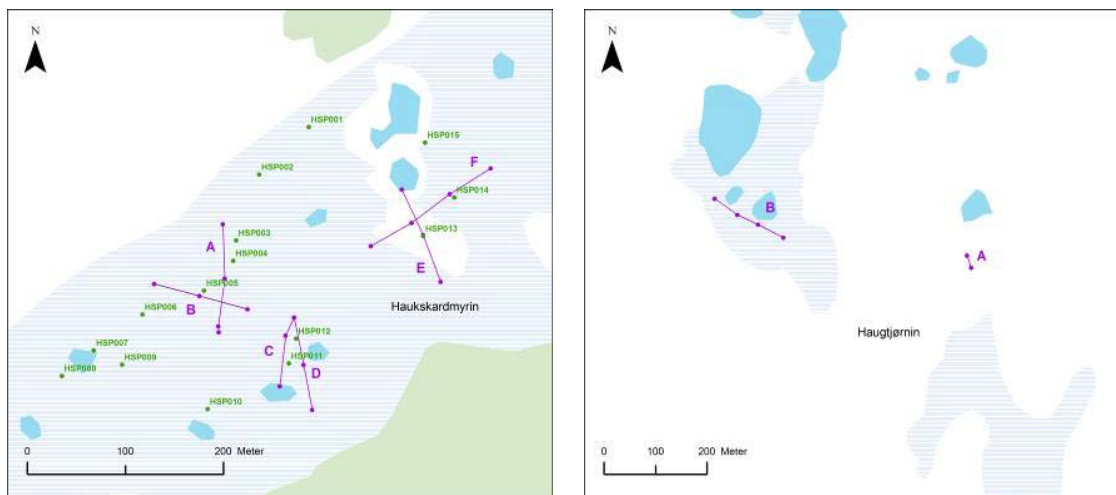 N
HSP001
HSP015
HSP002
F
HSP014
A
HSP003
HSP013
HSP004
E
HSP005
B
HSP006
Haukskardmyrin
HSP012
C
HSP007
HSP011
HSP009
D
HSP008
HSP010
0 100 200 Meter
N
B
A
Haugtjørnin
0 100 200 Meter